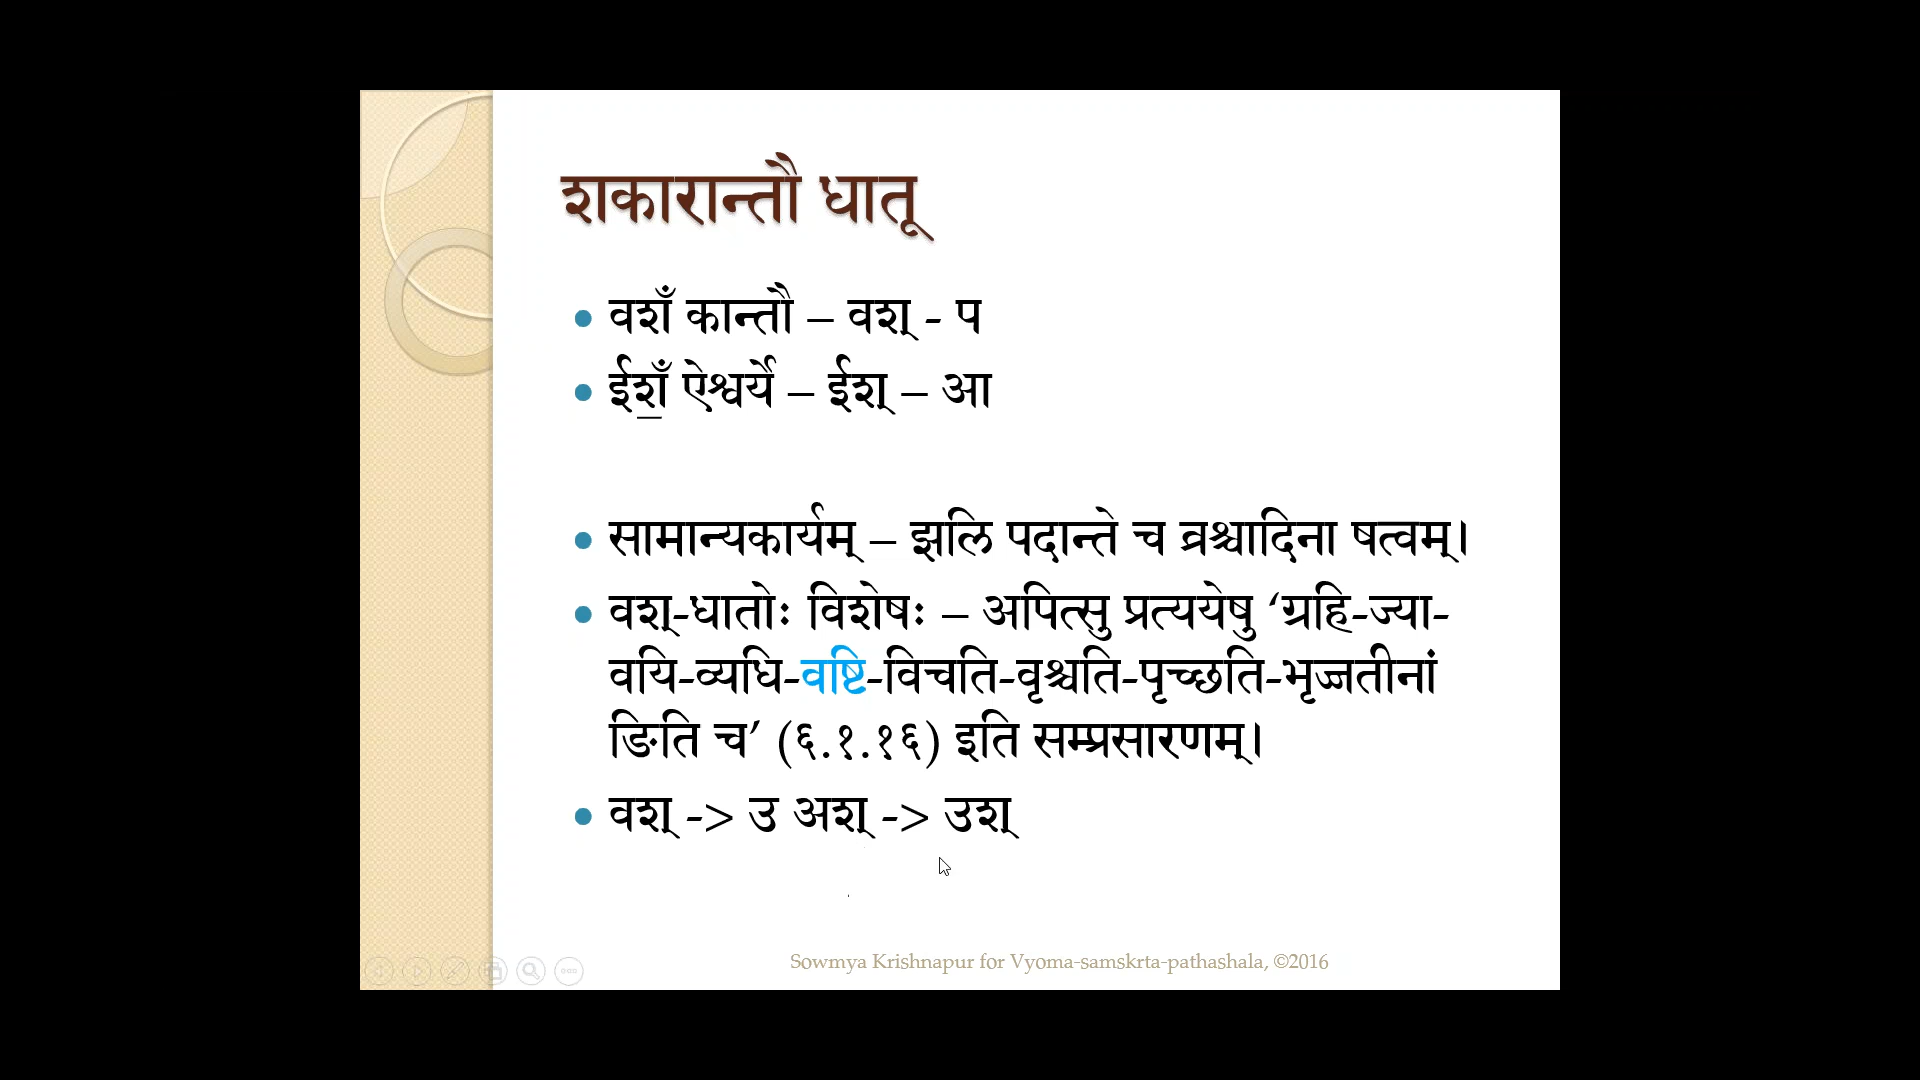 शकारान्तौ धातू
• वशँ कान्तौ – वश् - प
• ईश॒ँ ऐश्वर्ये – ईश् – आ
• सामान्यकार्यम् – झलि पदान्ते च व्रश्चादिना षत्वम्।
• वश्-धातोः विशेषः – अपित्सु प्रत्ययेषु ‘ग्रहि-ज्या-
वयि-व्यधि-वष्टि-विचति-वृश्चति-पृच्छति-भृज्जतीनां
ङिति च’ (६.१.१६) इति सम्प्रसारणम्।
• वश् -> उ अश् -> उश्
Sowmya Krishnapur for Vyoma-samskrta-pathashala, ©2016